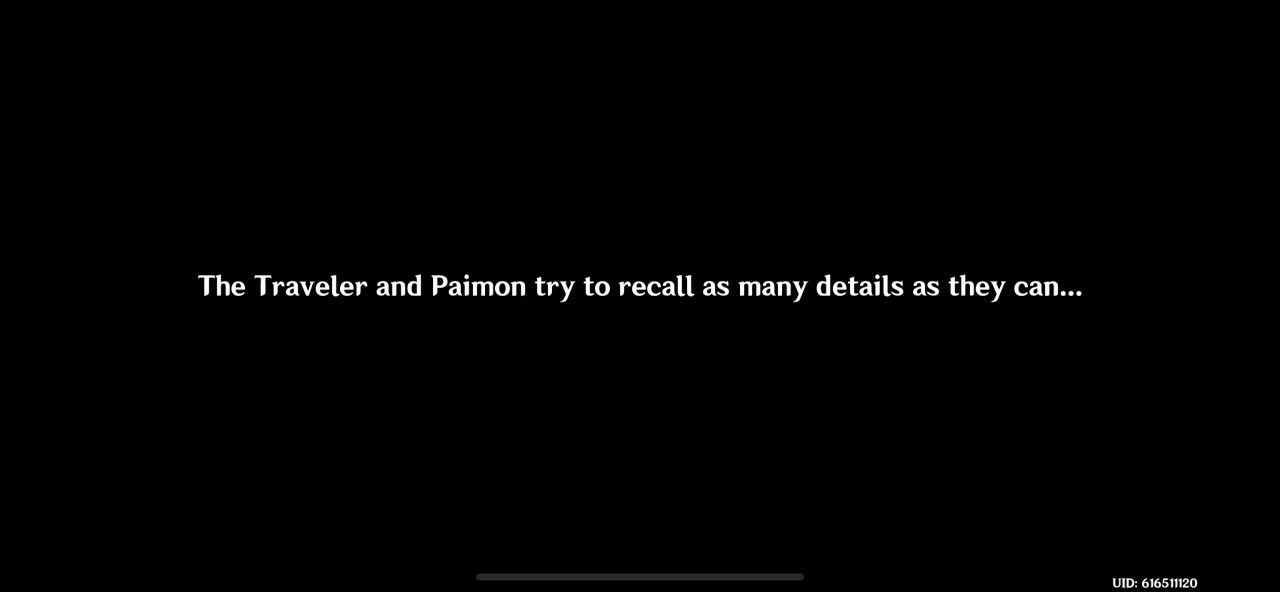 The Traveler and Paimon try to recall as many details as they can...
UID: 616511120